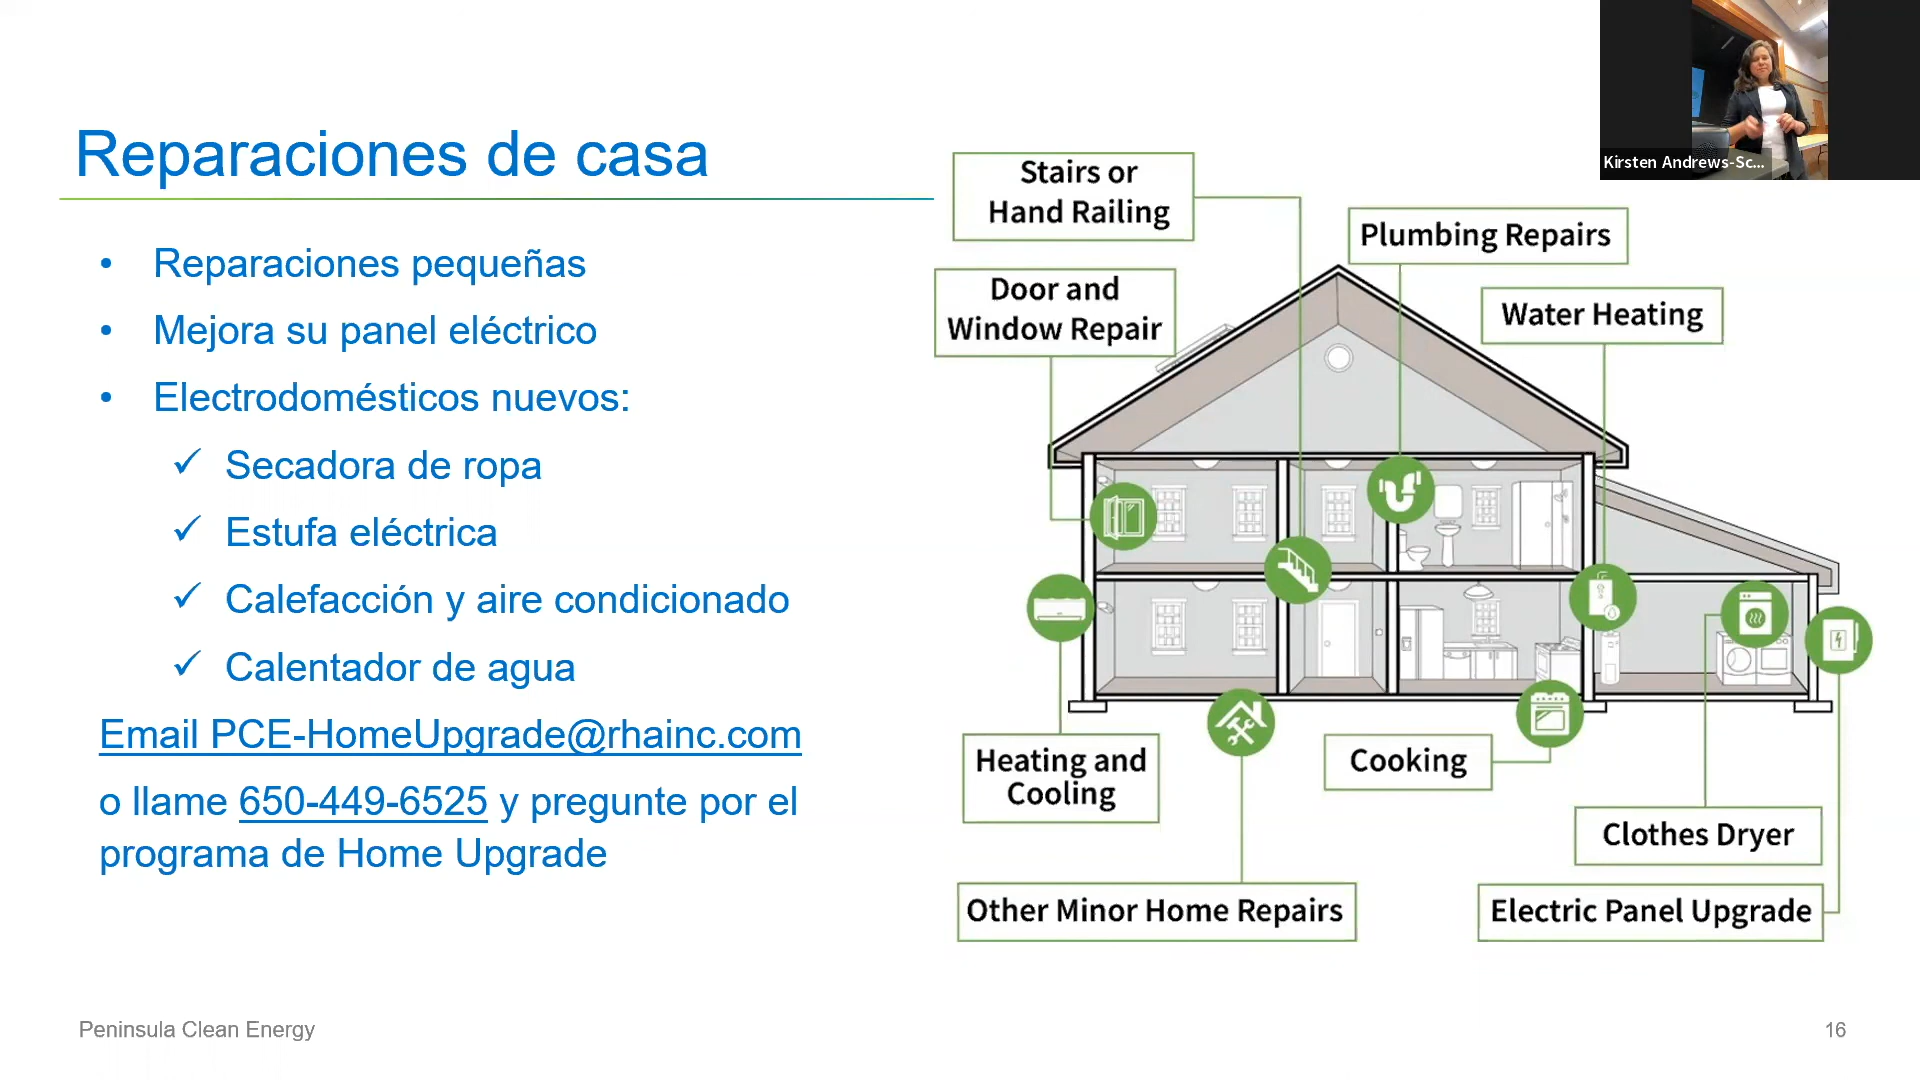 Reparaciones de casa
• Reparaciones pequeñas
• Mejora su panel eléctrico
• Electrodomésticos nuevos:
✓ Secadora de ropa
✓ Estufa eléctrica
✓ Calefacción y aire condicionado
✓ Calentador de agua
Email PCE-HomeUpgrade@rhainc.com
o llame 650-449-6525 y pregunte por el
programa de Home Upgrade
Stairs or
Hand Railing
Door and
Window Repair
Plumbing Repairs
Water Heating
Heating and
Cooling
Cooking
Clothes Dryer
Other Minor Home Repairs
Electric Panel Upgrade
Kirsten Andrews-Sc...
Peninsula Clean Energy
16